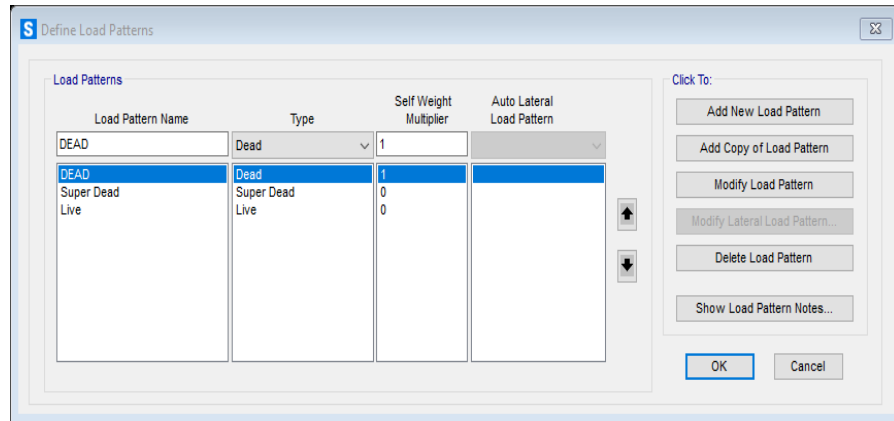 S Define Load Patterns
Load Patterns
Click To:
Load Pattern Name Type Self Weight Multiplier Auto Lateral Load Pattern
DEAD Dead 1
DEAD Dead 1
Super Dead Super Dead 0
Live Live 0
Add New Load Pattern
Add Copy of Load Pattern
Modify Load Pattern
Modify Lateral Load Pattern...
Delete Load Pattern
Show Load Pattern Notes...
OK Cancel